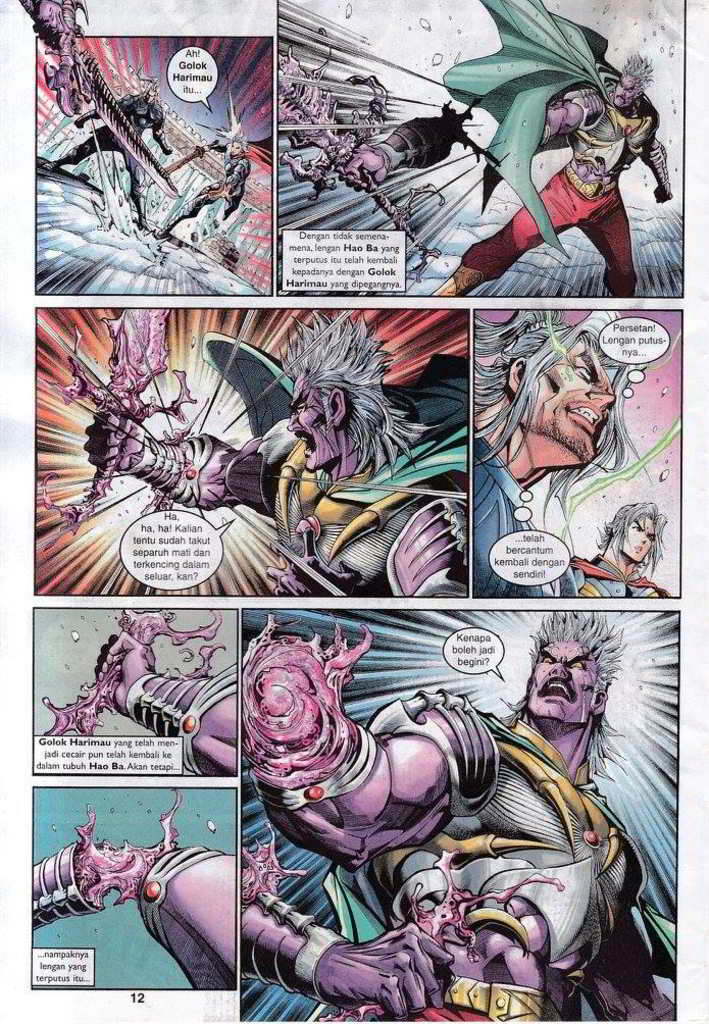 Ah!
Golok
Harimau
itu...
Dengan tidak semena-
mena, lengan Hao Ba yang
terputus itu telah kembali
kepadanya dengan Golok
Harimau yang dipegangnya.
Ha,
ha, ha! Kalian
tentu sudah takut
separuh mati dan
terkencing dalam
seluar, kan?
Persetan!
Lengan putus-
nya...
...telah
bercantum
kembali dengan
sendiri!
Golok Harimau yang telah men-
jadi cecair pun telah kembali ke
dalam tubuh Hao Ba. Akan tetapi...
Kenapa
boleh jadi
begini?
...nampaknya
lengan yang
terputus itu...
12